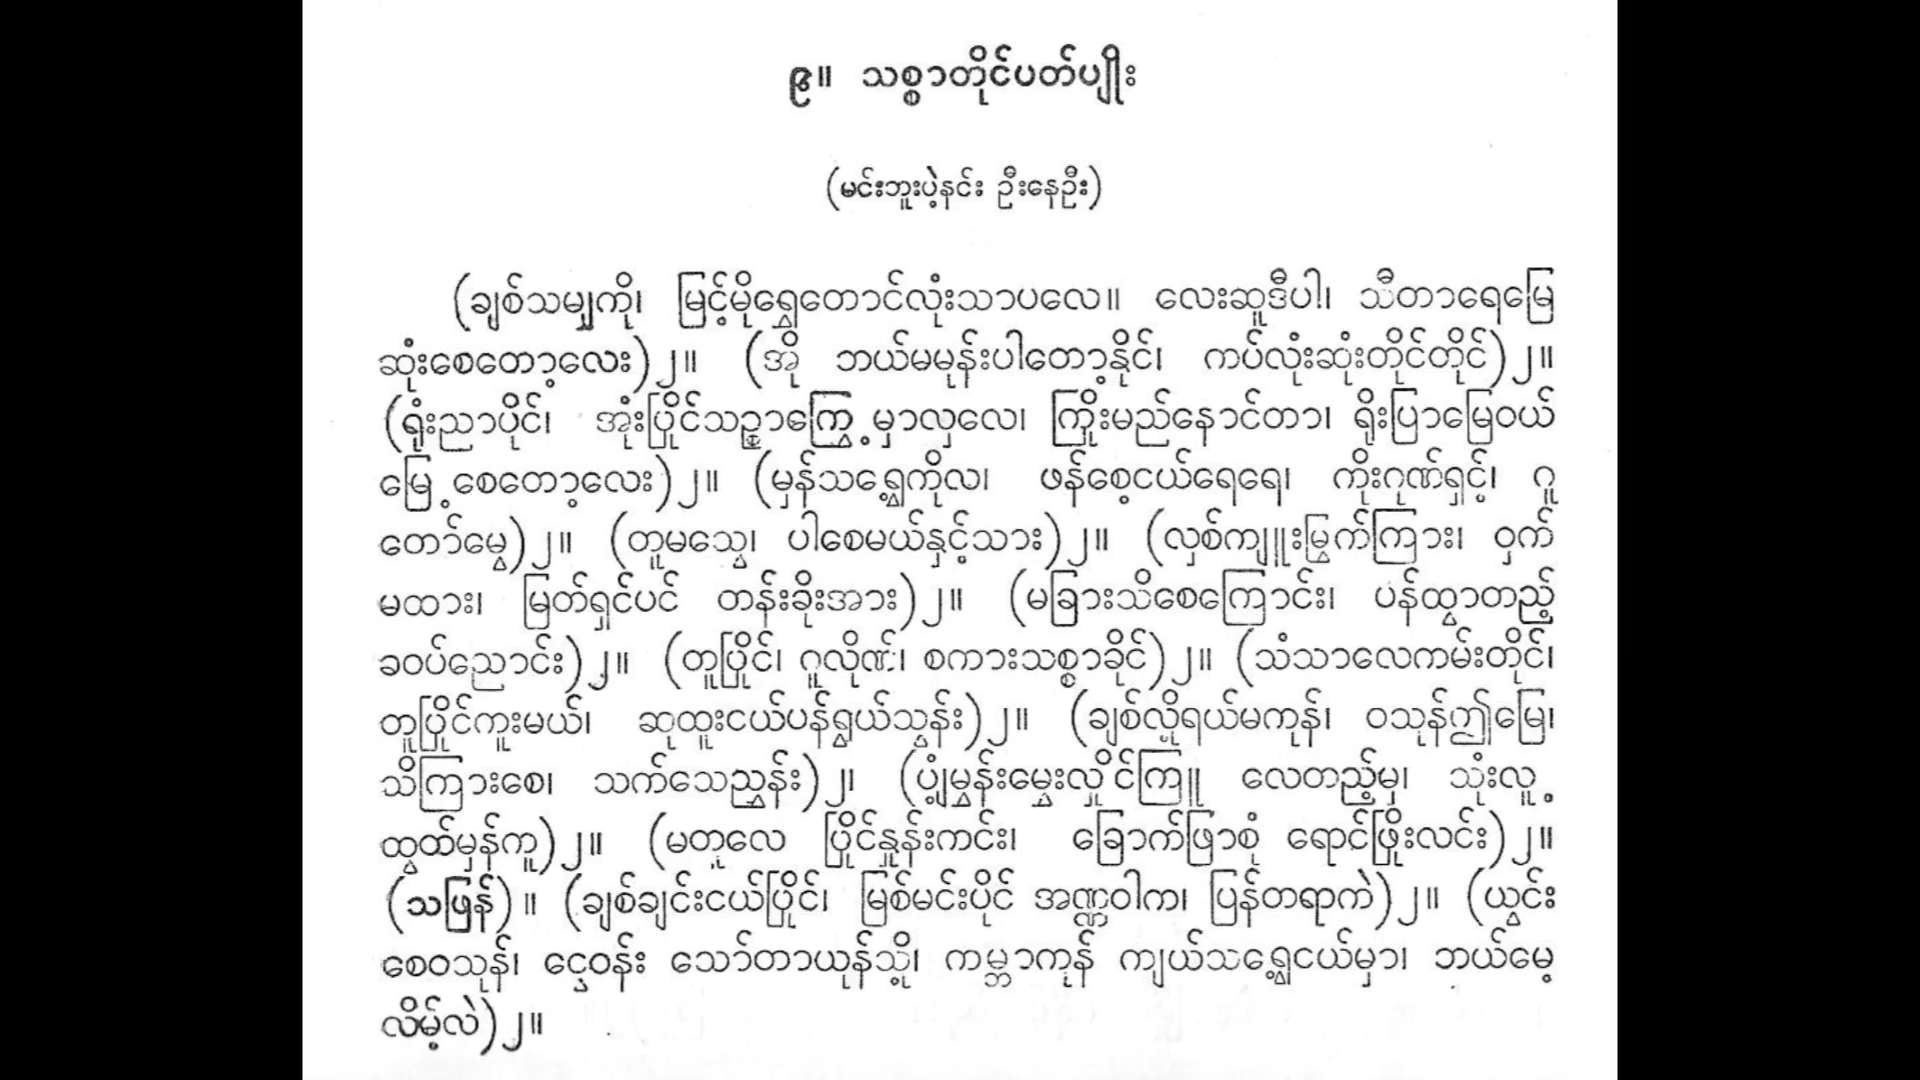 ၉။ သစ္စာတိုင်ပတ်ပျိုး
(မင်းဘူးပဲ့နင်း ဦးနေဦး)
(ချစ်သမျှကို၊ မြင့်မိုရ်ရွှေတောင်လုံးသာပလေ။ လေးဆူဒီပါ၊ သီတာရေမြေ
ဆုံးစေတော့လေး)၂။ (အို ဘယ်မမုန်းပါတော့နိုင်၊ ကပ်လုံးဆုံးတိုင်တိုင်)၂။
(ရုံးညာပိုင်၊ အုံးပြိုင်သဉ္ဇာကြွေ့မှာလှလေ၊ ကြိုးမည်နောင်တာ၊ ရိုးပြာမြေဝယ်
မြေ့စေတော့လေး)၂။ (မှန်သရွေ့ကိုလ၊ ဖန်စေ့ငယ်ရေရေ၊ ကိုးဂုဏ်ရှင့်၊ ဂူ
တော်မွေ)၂။ (တူမသွေ၊ ပါစေမယ်နှင့်သား)၂။ (လှစ်ကျူးမြွက်ကြား၊ ဝှက်
မထား၊ မြတ်ရှင်ပင် တန်းခိုးအား)၂။ (မခြားသိစေကြောင်း၊ ပန်ထွာတည့်
ခဝပ်ညောင်း)၂။ (တူပြိုင်၊ ဂူလိုဏ်၊ စကားသစ္စာခိုင်)၂။ (သံသာလေကမ်းတိုင်၊
တူပြိုင်ကူးမယ်၊ ဆုထူးငယ်ပန်ရွယ်သွန်း)၂။ (ချစ်လို့ရယ်မကုန်၊ ဝသုန်ဤမြေ၊
သိကြားစေ၊ သက်သေညွှန်း)၂၊ (ပျံ့မွှန်းမွှေးလှိုင်ကြူ လေတည့်မှ၊ သုံးလူ့
ထွတ်မှန်ကူ)၂။ (မတူလေ ပြိုင်နှုန်းကင်း၊ ခြောက်ဖြာစုံ ရောင်ဖြိုးလင်း)၂။
(သဖြန်)။ (ချစ်ချင်းငယ်ပြိုင်၊ မြစ်မင်းပိုင် အဏ္ဏဝါက၊ ပြန်တရာကဲ)၂။ (ယွင်း
စေဝသုန်၊ ငွေ့ဝန်း သော်တာယုန်သို့၊ ကမ္ဘာကုန် ကျယ်သရွေ့ငယ်မှာ၊ ဘယ်မေ့
လိမ့်လဲ)၂။